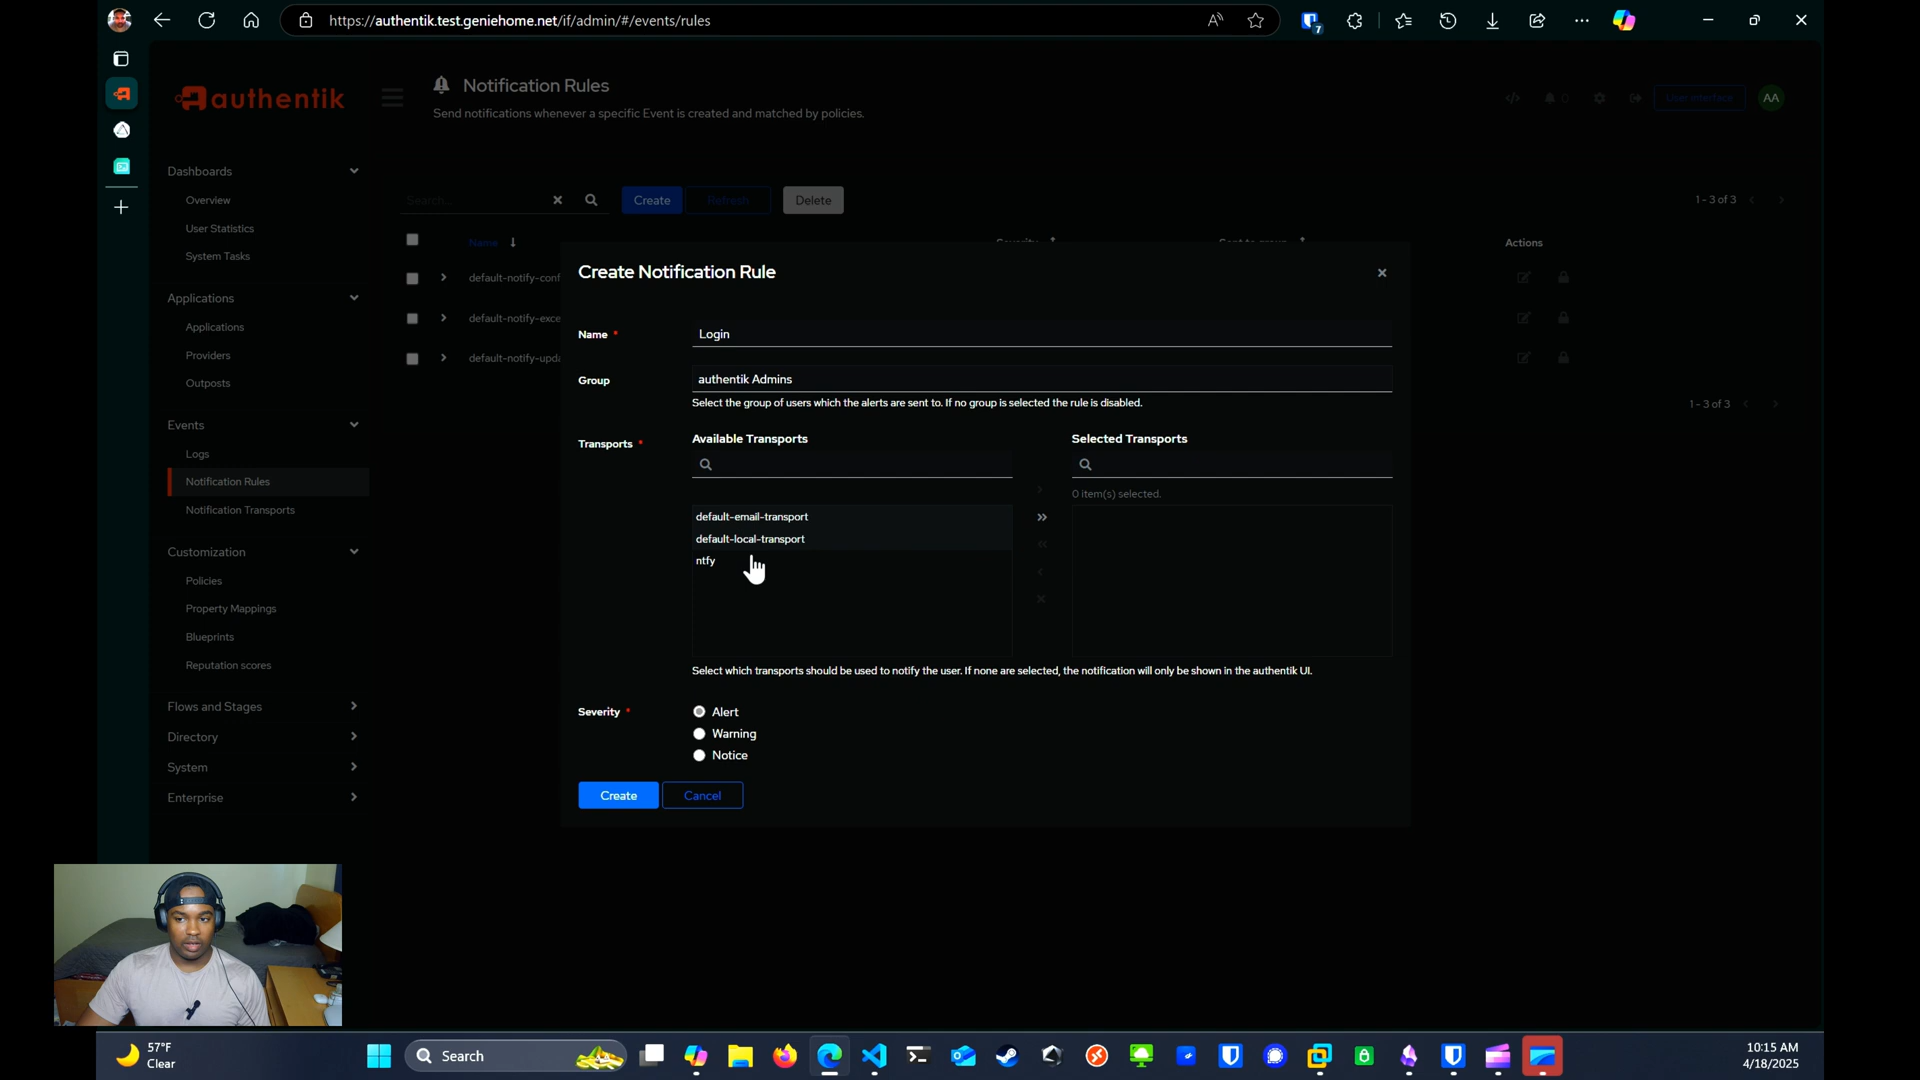 https://authentik.test.geniehome.net/if/admin/#/events/rules
7
authentik
Notification Rules
Send notifications whenever a specific Event is created and matched by policies.
0
User interface
AA
Dashboards
Overview
User Statistics
System Tasks
Applications
Applications
Providers
Outposts
Events
Logs
Notification Rules
Notification Transports
Customization
Policies
Property Mappings
Blueprints
Reputation scores
Flows and Stages
Directory
System
Enterprise
Search...
Create
Refresh
Delete
1 - 3 of 3
Name
Severity
Sent to group
Actions
default-notify-conf
default-notify-exce
default-notify-upda
1 - 3 of 3
Create Notification Rule
Name *
Login
Group
authentik Admins
Select the group of users which the alerts are sent to. If no group is selected the rule is disabled.
Transports *
Available Transports
Selected Transports
0 item(s) selected.
default-email-transport
default-local-transport
ntfy
Select which transports should be used to notify the user. If none are selected, the notification will only be shown in the authentik UI.
Severity *
Alert
Warning
Notice
Create
Cancel
57°F
Clear
Search
10:15 AM
4/18/2025